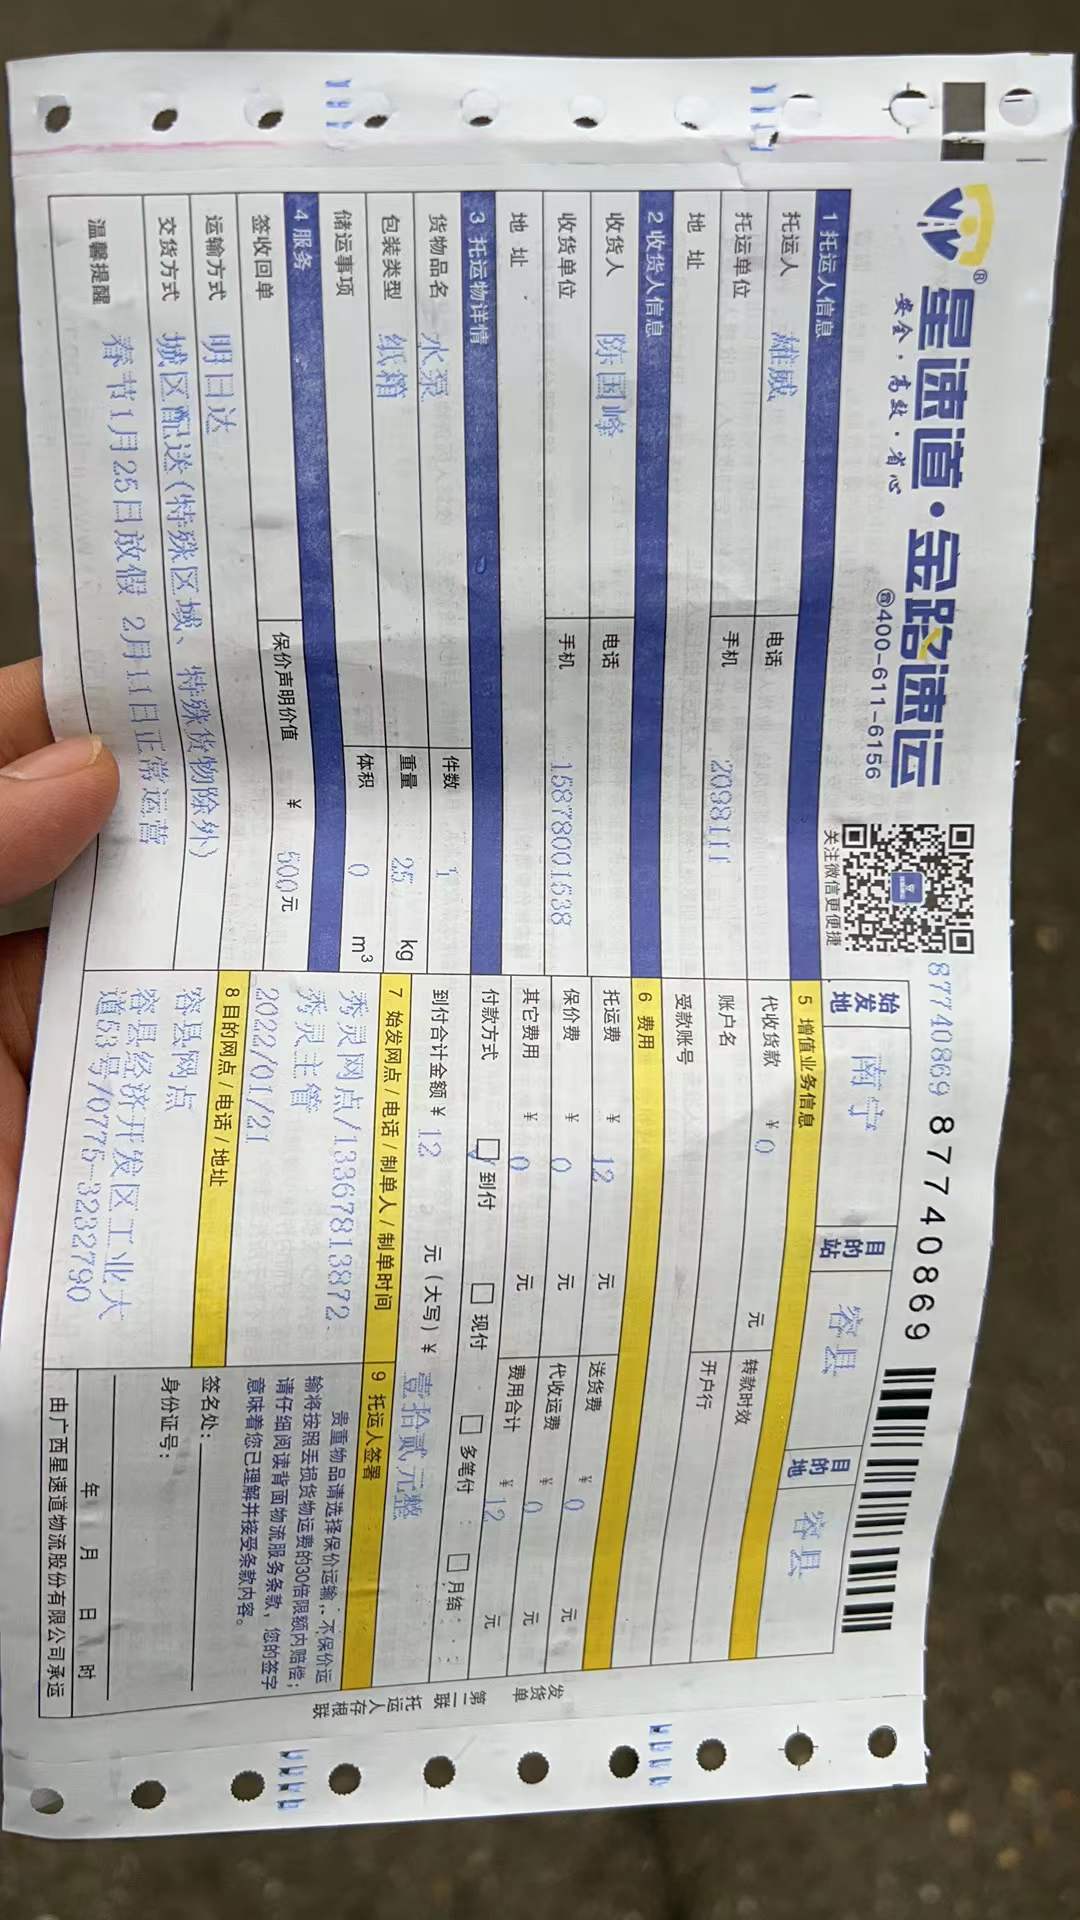 星速道·金路速运
安全·高效·省心
☎400-611-6156
关注微信更便捷
87740869 87740869
始发地 南宁 目的站 容县 目的地 容县
1 托运人信息
托运人 雄威 电话
托运单位 手机 2098111
地 址
2 收货人信息
收货人 陈国峰 电话
收货单位 手机 15878001538
地 址
3 托运物详情
货物品名 水泵 件数 1
包装类型 纸箱 重量 25 kg
储运事项 体积 0 m³
4 服务
签收回单 保价声明价值 ￥ 500元
运输方式 明日达
交货方式 城区配送(特殊区域、特殊货物除外)
温馨提醒 春节1月25日放假 2月11日正常运营
5 增值业务信息
代收货款 ￥ 0 元 转款时效
账户名 开户行
受款账号
6 费用
托运费 ￥ 12 元 送货费 ￥ 0 元
保价费 ￥ 0 元 代收运费 ￥ 0 元
其它费用 ￥ 0 元 费用合计 ￥ 12 元
付款方式 □到付 □现付 □多笔付 □月结:
到付合计金额￥ 12 元（大写）￥ 壹拾贰元整
7 始发网点/电话/制单人/制单时间
秀灵网点/13367813872
秀灵主管
2022/01/21
8 目的网点/电话/地址
容县网点
容县经济开发区工业大
道53号/0775-3232790
9 托运人签署
贵重物品请选择保价运输，不保价运
输将按照丢损货物运费的30倍限额内赔偿；
请仔细阅读背面物流服务条款，您的签字
意味着您已理解并接受条款内容。
签名处:
身份证号:
年 月 日 时
由广西星速道物流股份有限公司承运
发货单
第一联 托运人存根联